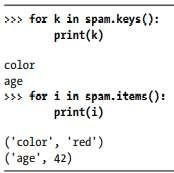 >>> for k in spam.keys():
        print(k)

color
age
>>> for i in spam.items():
        print(i)

('color', 'red')
('age', 42)